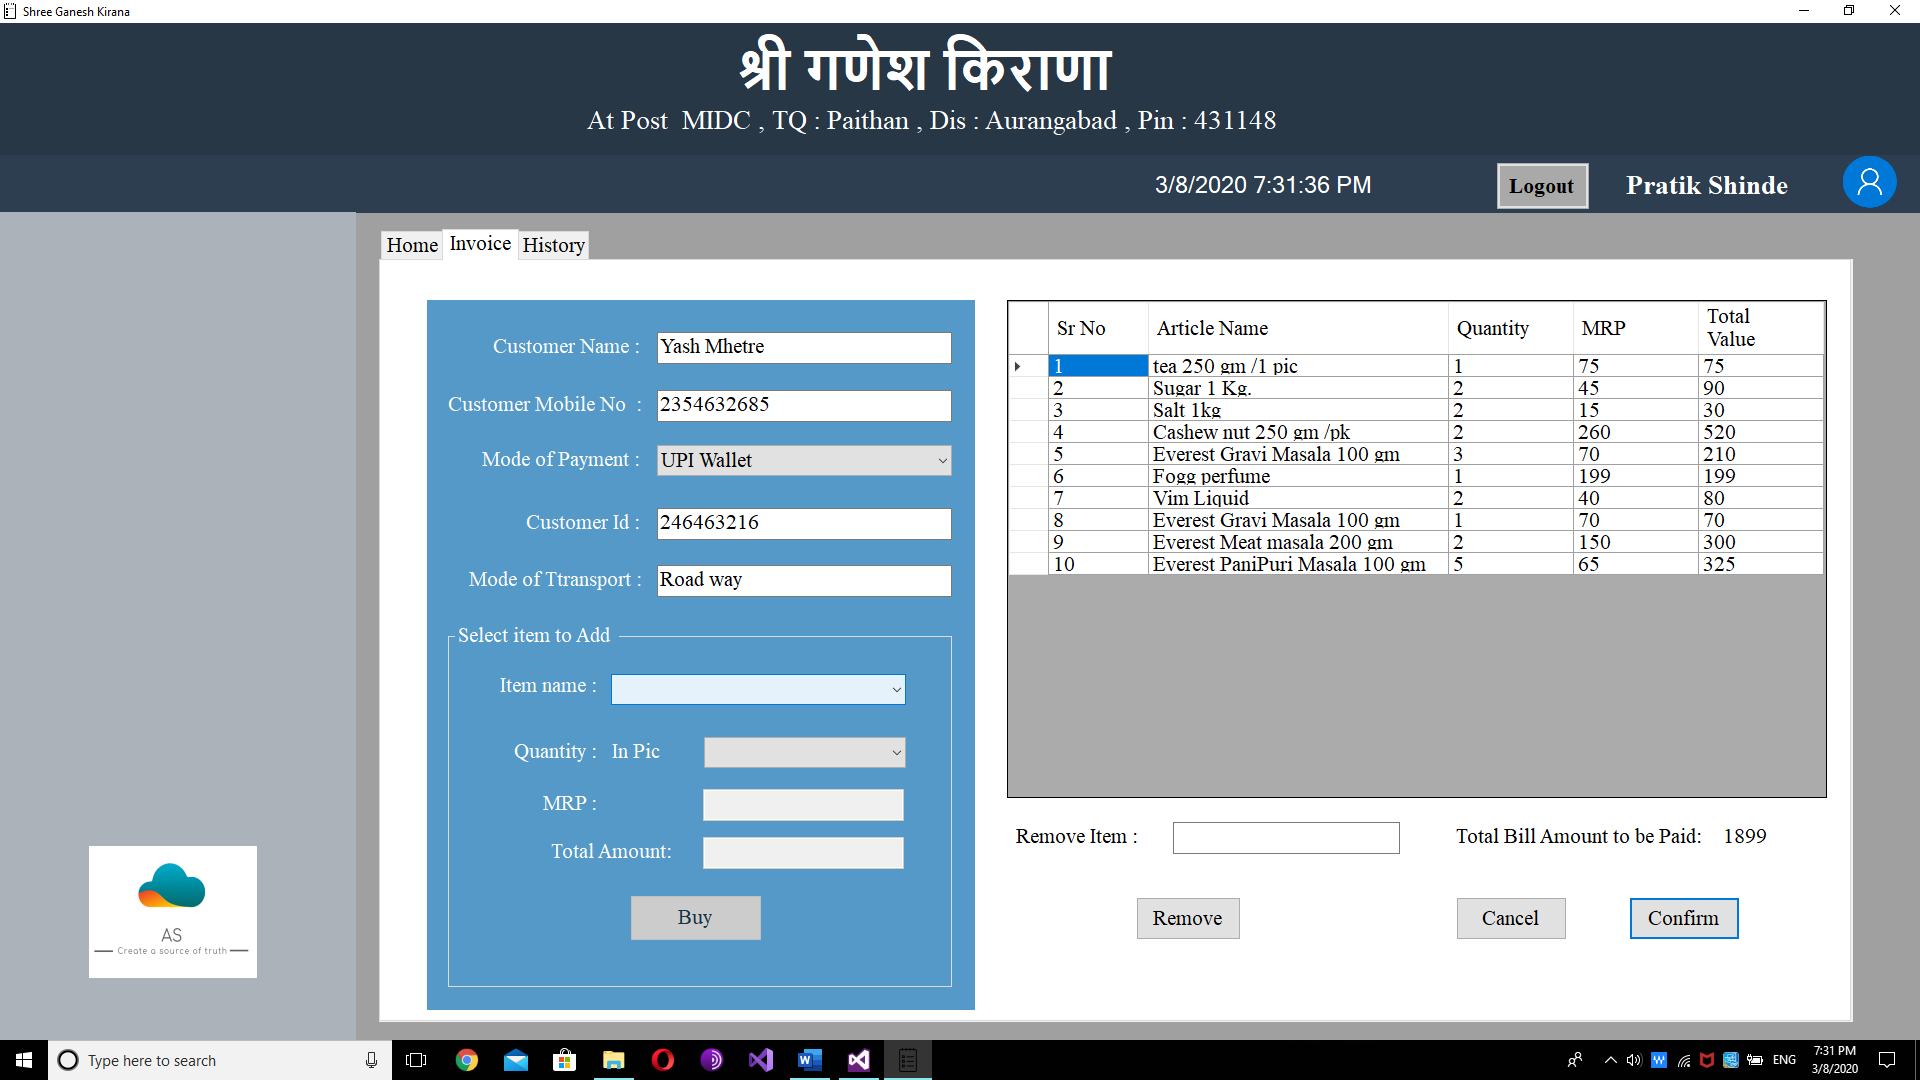 Shree Ganesh Kirana
श्री गणेश किराणा
At Post MIDC , TQ : Paithan , Dis : Aurangabad , Pin : 431148
3/8/2020 7:31:36 PM
Logout
Pratik Shinde
Home Invoice History
Customer Name : Yash Mhetre
Customer Mobile No : 2354632685
Mode of Payment : UPI Wallet
Customer Id : 246463216
Mode of Ttransport : Road way
Select item to Add
Item name :
Quantity : In Pic
MRP :
Total Amount:
Buy
Sr No Article Name Quantity MRP Total Value
1 tea 250 gm /1 pic 1 75 75
2 Sugar 1 Kg. 2 45 90
3 Salt 1kg 2 15 30
4 Cashew nut 250 gm /pk 2 260 520
5 Everest Gravi Masala 100 gm 3 70 210
6 Fogg perfume 1 199 199
7 Vim Liquid 2 40 80
8 Everest Gravi Masala 100 gm 1 70 70
9 Everest Meat masala 200 gm 2 150 300
10 Everest PaniPuri Masala 100 gm 5 65 325
Remove Item :
Total Bill Amount to be Paid: 1899
Remove
Cancel
Confirm
AS
Create a source of truth
Type here to search
ENG
7:31 PM
3/8/2020